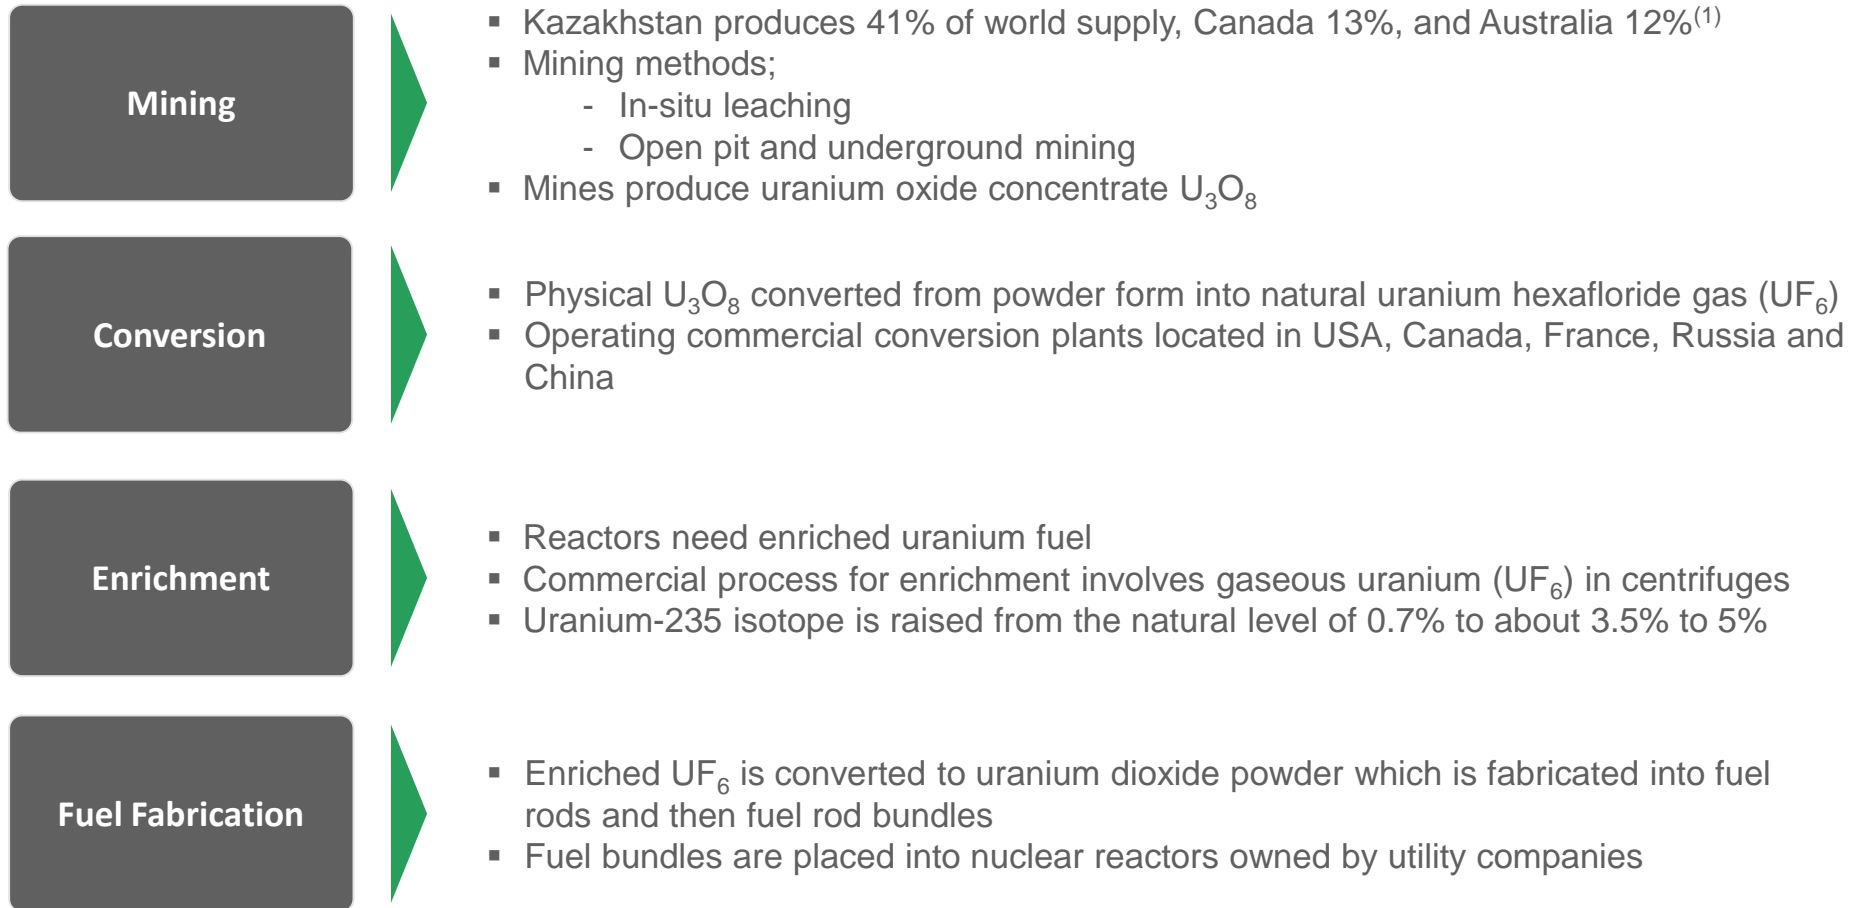 Mining
▪ Kazakhstan produces 41% of world supply, Canada 13%, and Australia 12%⁽¹⁾
▪ Mining methods;
- In-situ leaching
- Open pit and underground mining
▪ Mines produce uranium oxide concentrate U₃O₈
Conversion
▪ Physical U₃O₈ converted from powder form into natural uranium hexafloride gas (UF₆)
▪ Operating commercial conversion plants located in USA, Canada, France, Russia and
China
Enrichment
▪ Reactors need enriched uranium fuel
▪ Commercial process for enrichment involves gaseous uranium (UF₆) in centrifuges
▪ Uranium-235 isotope is raised from the natural level of 0.7% to about 3.5% to 5%
Fuel Fabrication
▪ Enriched UF₆ is converted to uranium dioxide powder which is fabricated into fuel
rods and then fuel rod bundles
▪ Fuel bundles are placed into nuclear reactors owned by utility companies